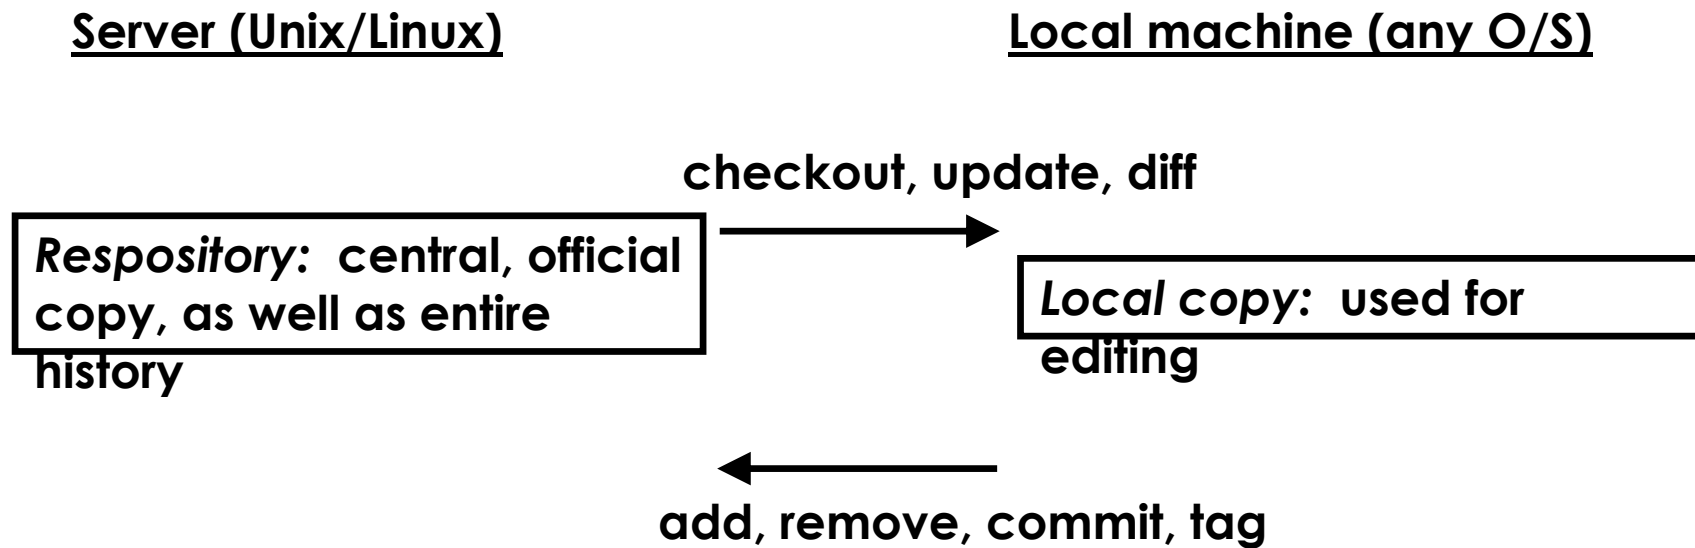 Server (Unix/Linux)
Local machine (any O/S)
checkout, update, diff
Respository: central, official
copy, as well as entire
history
Local copy: used for
editing
add, remove, commit, tag